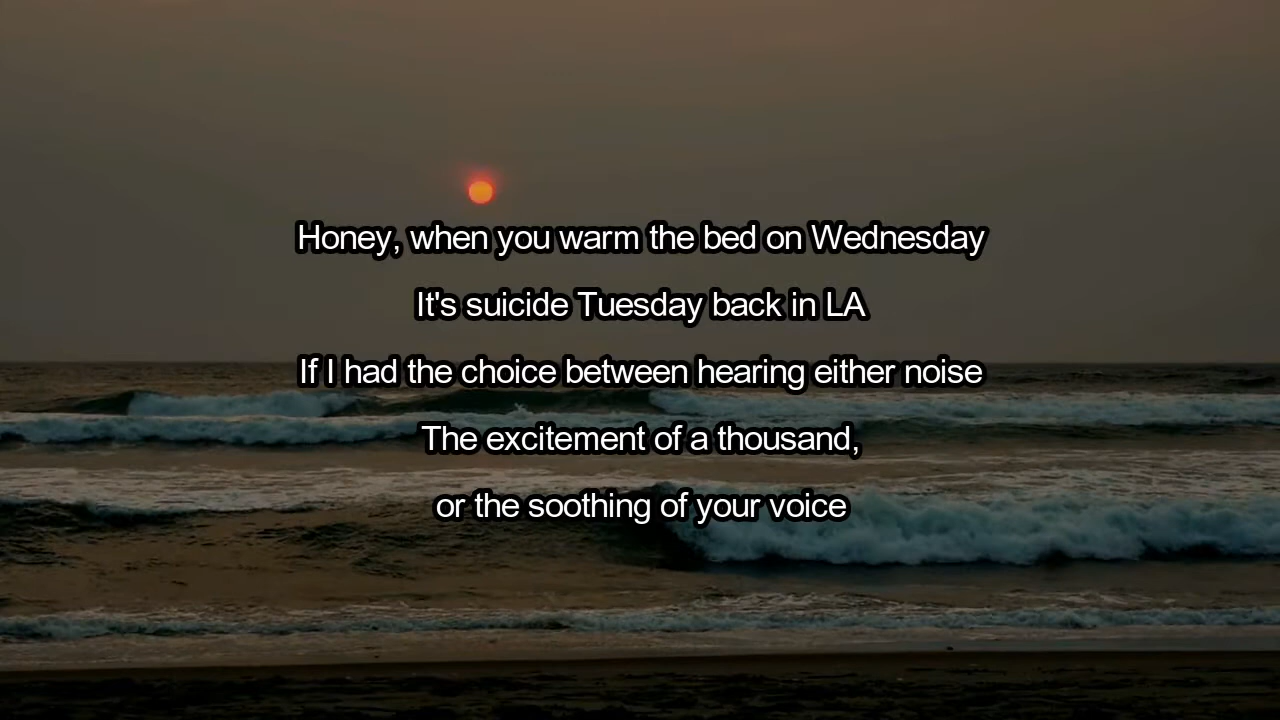 Honey, when you warm the bed on Wednesday
It's suicide Tuesday back in LA
If I had the choice between hearing either noise
The excitement of a thousand,
or the soothing of your voice